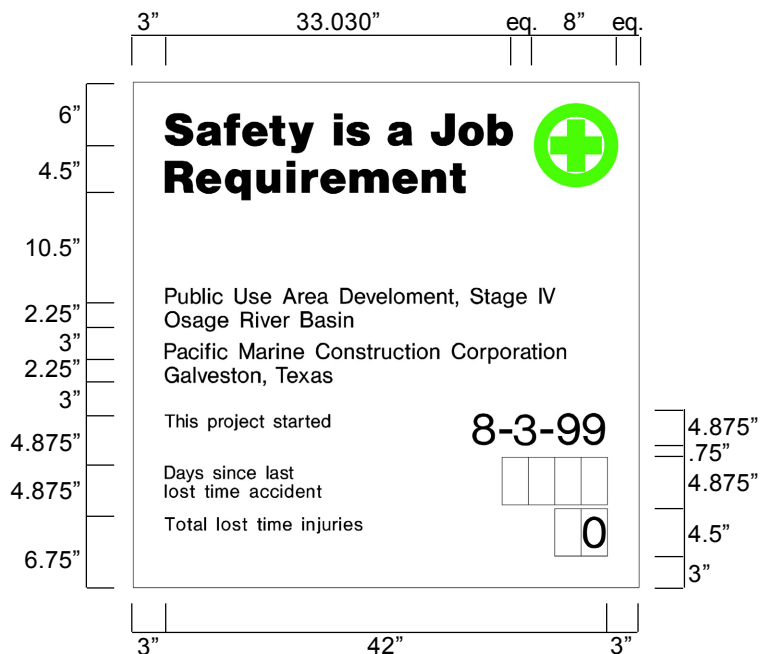 3” 33.030” eq. 8” eq.
6”
4.5”
10.5”
2.25”
3”
2.25”
3”
4.875”
4.875”
6.75”
Safety is a Job
Requirement
Public Use Area Develoment, Stage IV
Osage River Basin
Pacific Marine Construction Corporation
Galveston, Texas
This project started 8-3-99
Days since last
lost time accident
Total lost time injuries 0
4.875”
.75”
4.875”
4.5”
3”
3” 42” 3”